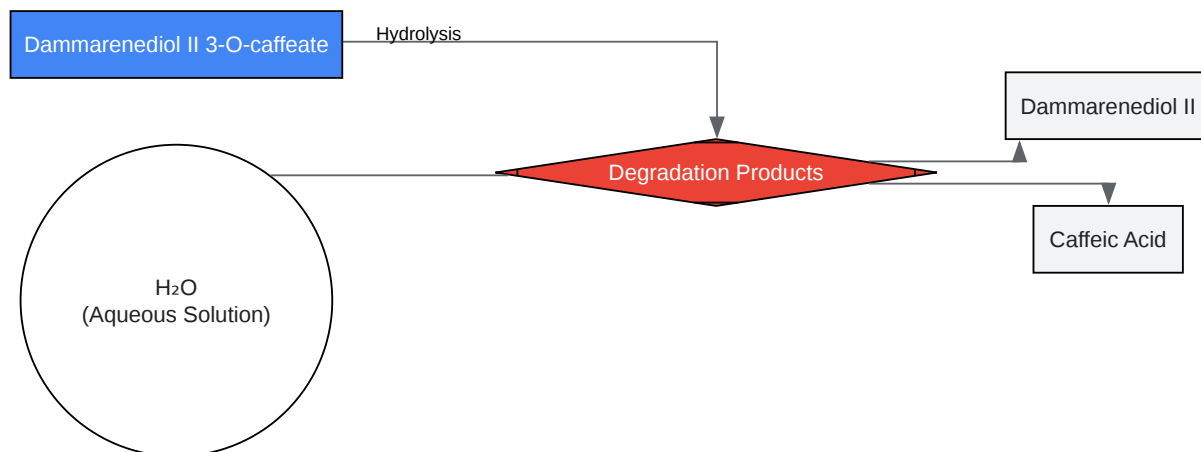 Dammarenediol II 3-O-caffeate
Hydrolysis
Dammarenediol II
Degradation Products
Caffeic Acid
H₂O
(Aqueous Solution)